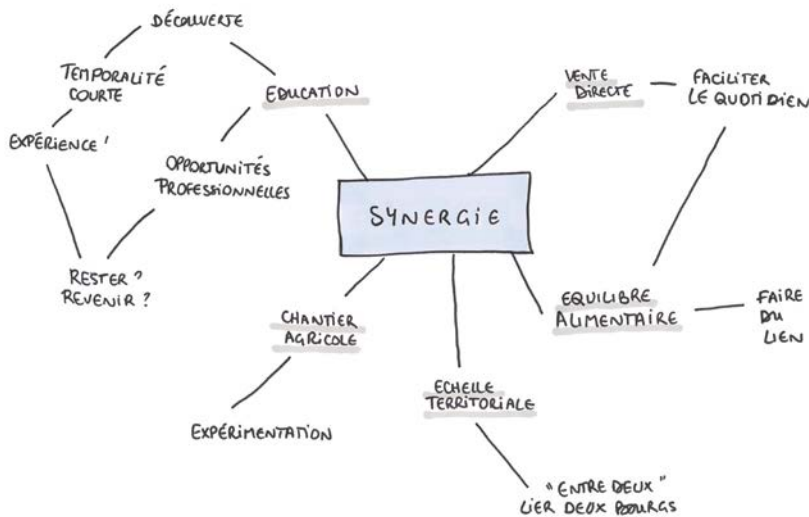 DÉCOUVERTE
TEMPORALITÉ
COURTE
EXPÉRIENCE'
RESTER?
REVENIR?
OPPORTUNITÉS
PROFESSIONNELLES
EDUCATION
VENTE
DIRECTE
FACILITER
LE QUOTIDIEN
SYNERGIE
EQUILIBRE
ALIMENTAIRE
FAIRE
DU
LIEN
CHANTIER
AGRICOLE
EXPÉRIMENTATION
ECHELLE
TERRITORIALE
"ENTRE DEUX"
LIER DEUX BOURGS